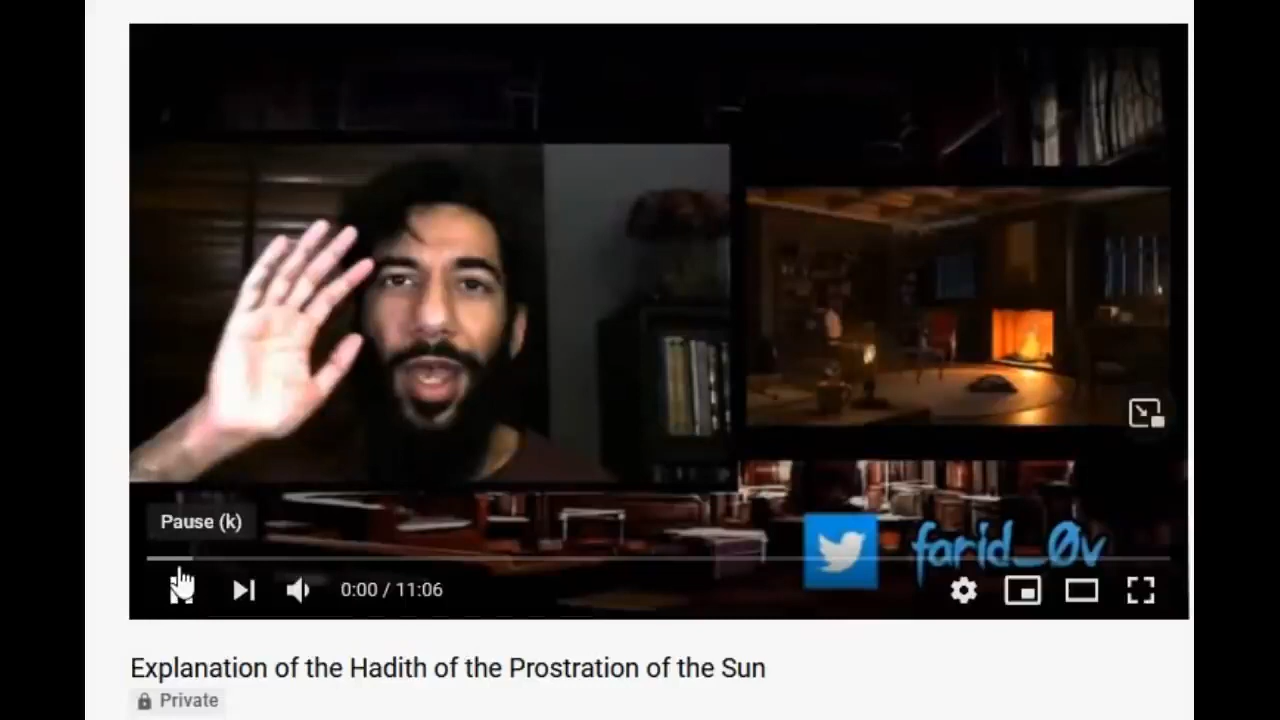 farid_0v
Pause (k)
0:00 / 11:06
Explanation of the Hadith of the Prostration of the Sun
Private